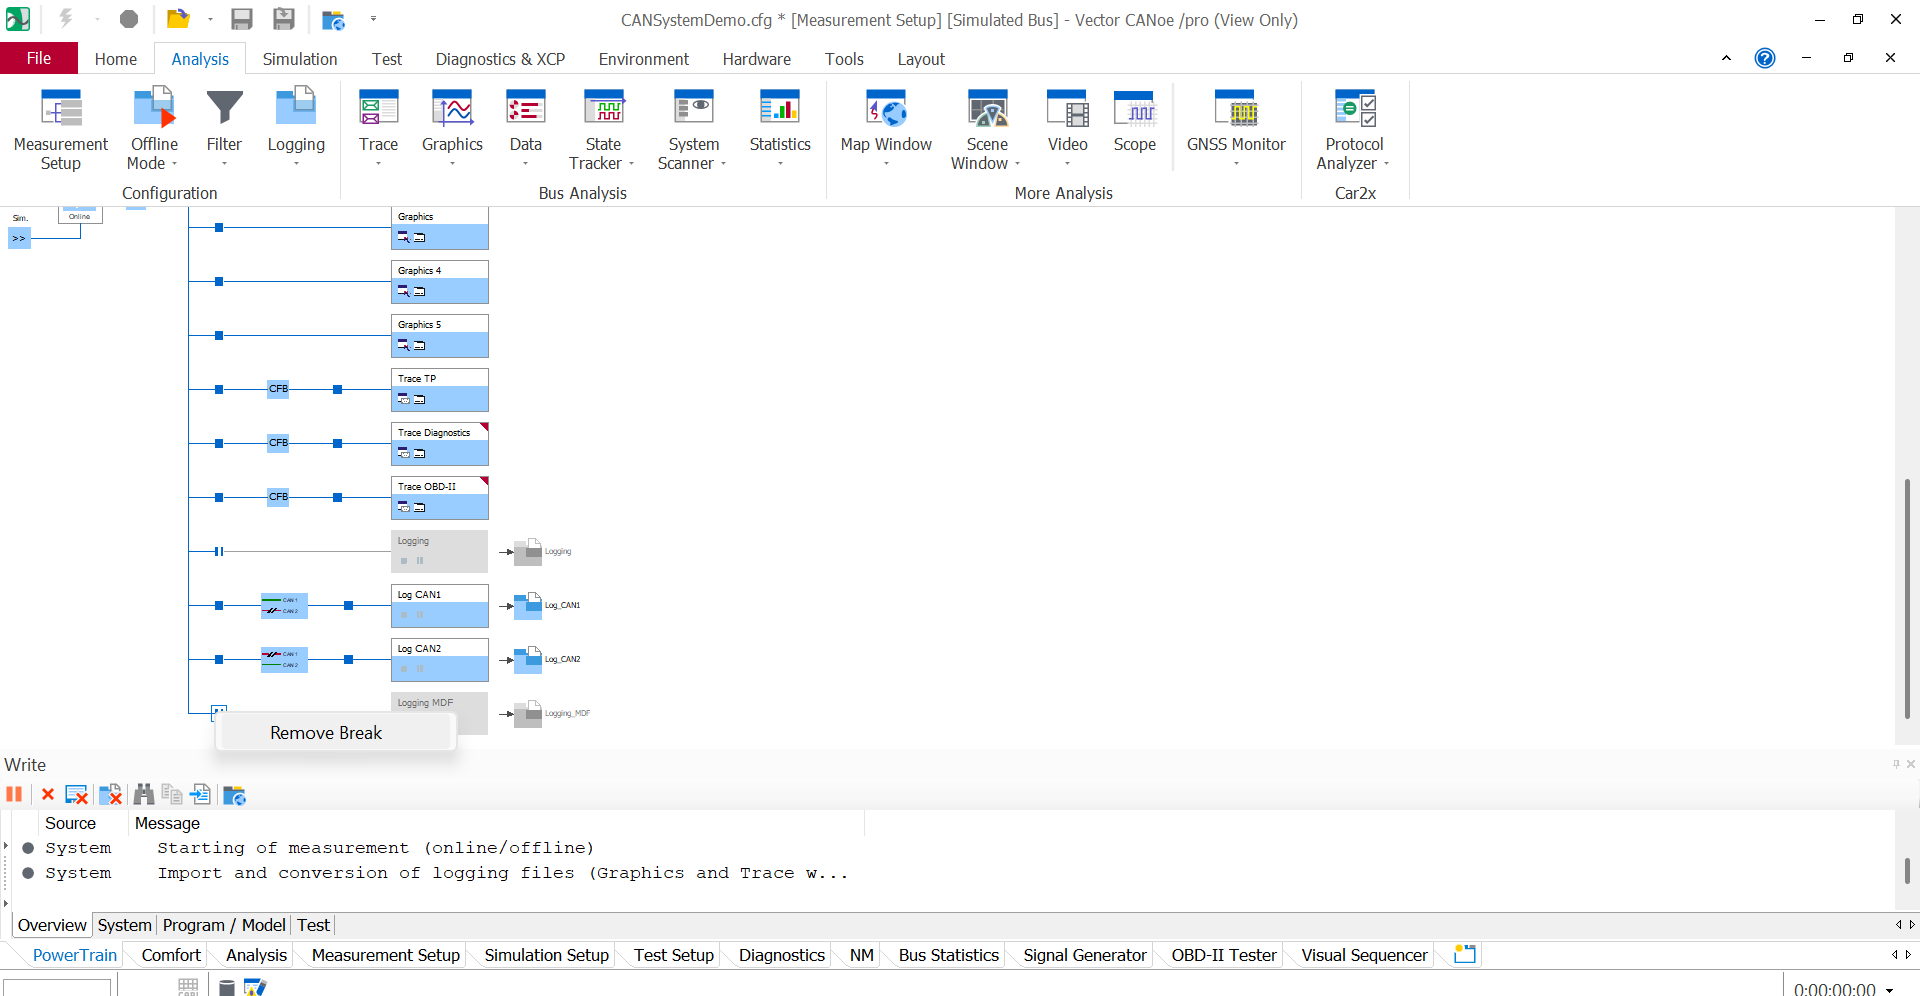 CANSystemDemo.cfg * [Measurement Setup] [Simulated Bus] - Vector CANoe /pro (View Only)
File Home Analysis Simulation Test Diagnostics & XCP Environment Hardware Tools Layout
Measurement Setup
Offline Mode
Filter
Logging
Trace
Graphics
Data
State Tracker
System Scanner
Statistics
Map Window
Scene Window
Video
Scope
GNSS Monitor
Protocol Analyzer
Configuration
Bus Analysis
More Analysis
Car2x
Sim.
Online
>>
Graphics
Graphics 4
Graphics 5
CFB
Trace TP
CFB
Trace Diagnostics
CFB
Trace OBD-II
Logging
Logging
CAN 1
CAN 2
Log CAN1
Log_CAN1
CAN 1
CAN 2
Log CAN2
Log_CAN2
Logging MDF
Logging_MDF
Remove Break
Write
Source Message
System Starting of measurement (online/offline)
System Import and conversion of logging files (Graphics and Trace w...
Overview System Program / Model Test
PowerTrain Comfort Analysis Measurement Setup Simulation Setup Test Setup Diagnostics NM Bus Statistics Signal Generator OBD-II Tester Visual Sequencer
0:00:00:00